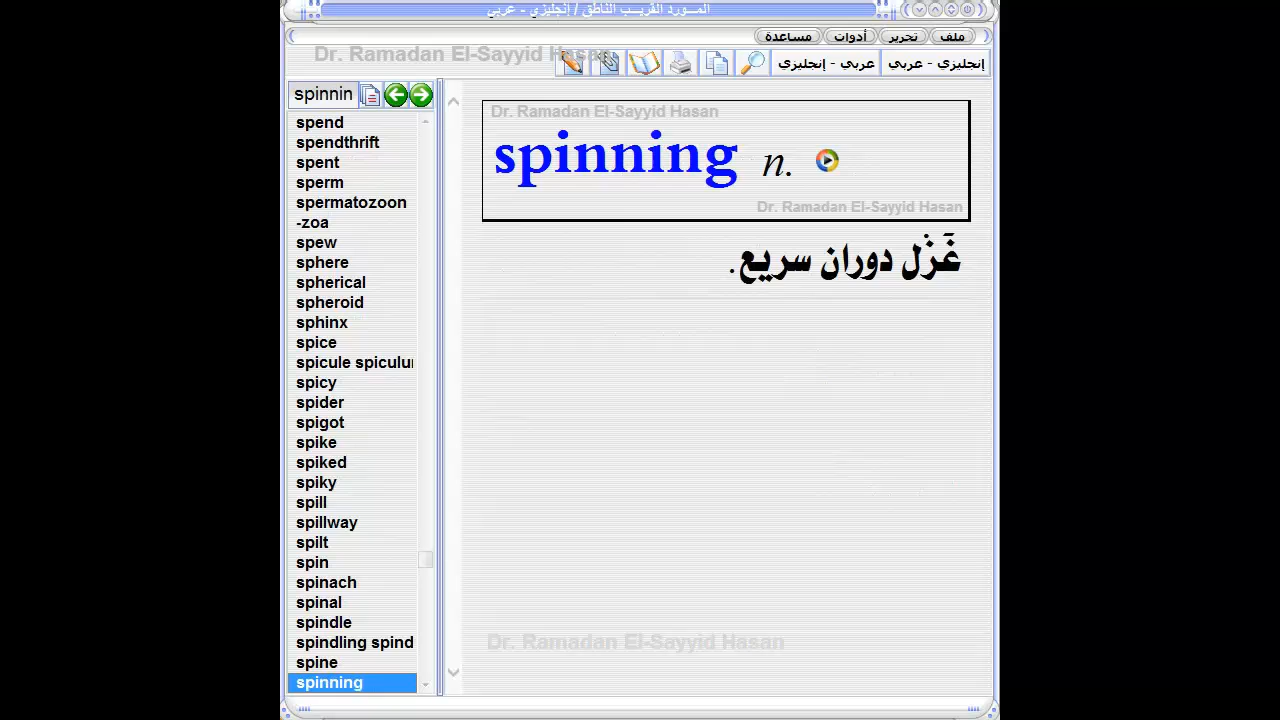 المــورد القريــب الناطق / إنجليزي - عربي
ملف تحرير أدوات مساعدة
Dr. Ramadan El-Sayyid Hasan
إنجليزي - عربي عربي - إنجليزي
spinnin
spend
spendthrift
spent
sperm
spermatozoon
-zoa
spew
sphere
spherical
spheroid
sphinx
spice
spicule spiculu
spicy
spider
spigot
spike
spiked
spiky
spill
spillway
spilt
spin
spinach
spinal
spindle
spindling spind
spine
spinning
Dr. Ramadan El-Sayyid Hasan
spinning n.
Dr. Ramadan El-Sayyid Hasan
غَزْل دوران سريع.
Dr. Ramadan El-Sayyid Hasan